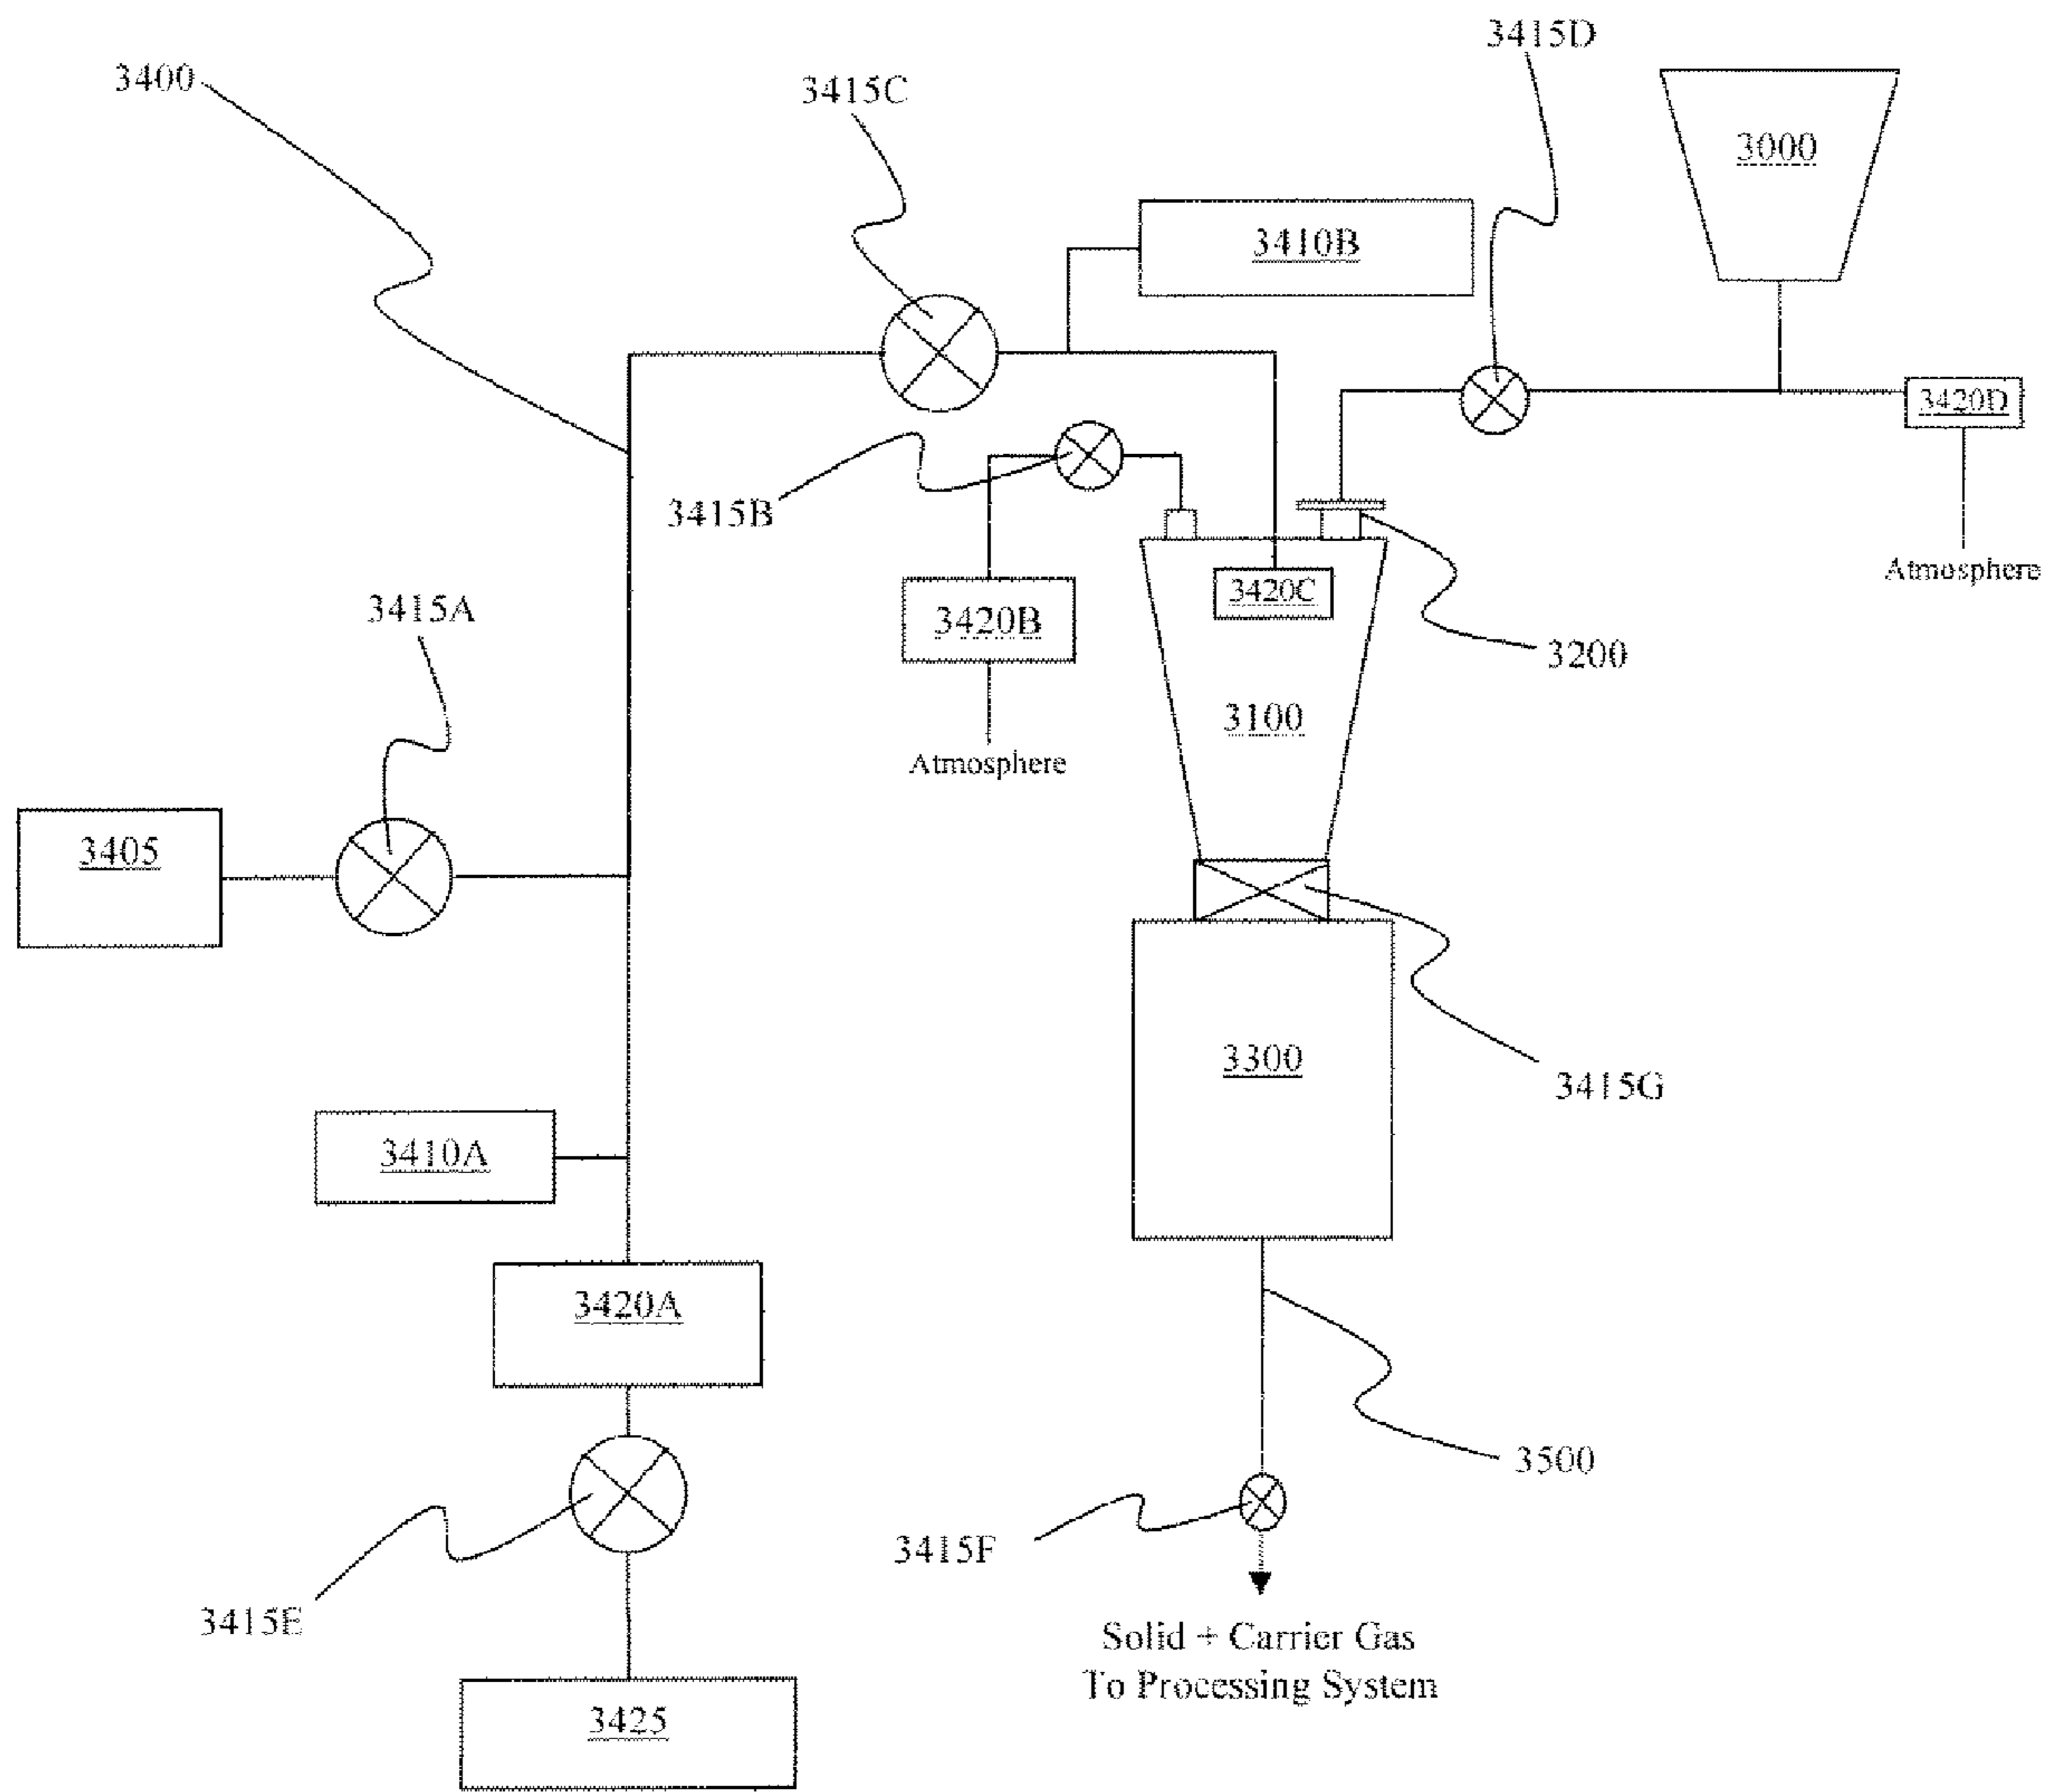 3415D
3400
3415C
3000
3410B
3420D
3415B
Atmosphere
3420C
3415A
3420B
3200
3100
Atmosphere
3405
3300
3415G
3410A
3420A
3500
3415F
3415E
Solid + Carrier Gas
To Processing System
3425